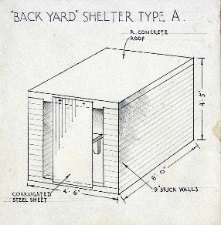 "BACK YARD" SHELTER TYPE A.
R. CONCRETE
ROOF
4'. 3"
8'. 0"
9" BRICK WALLS
4'. 6"
CORRUGATED
STEEL SHEET